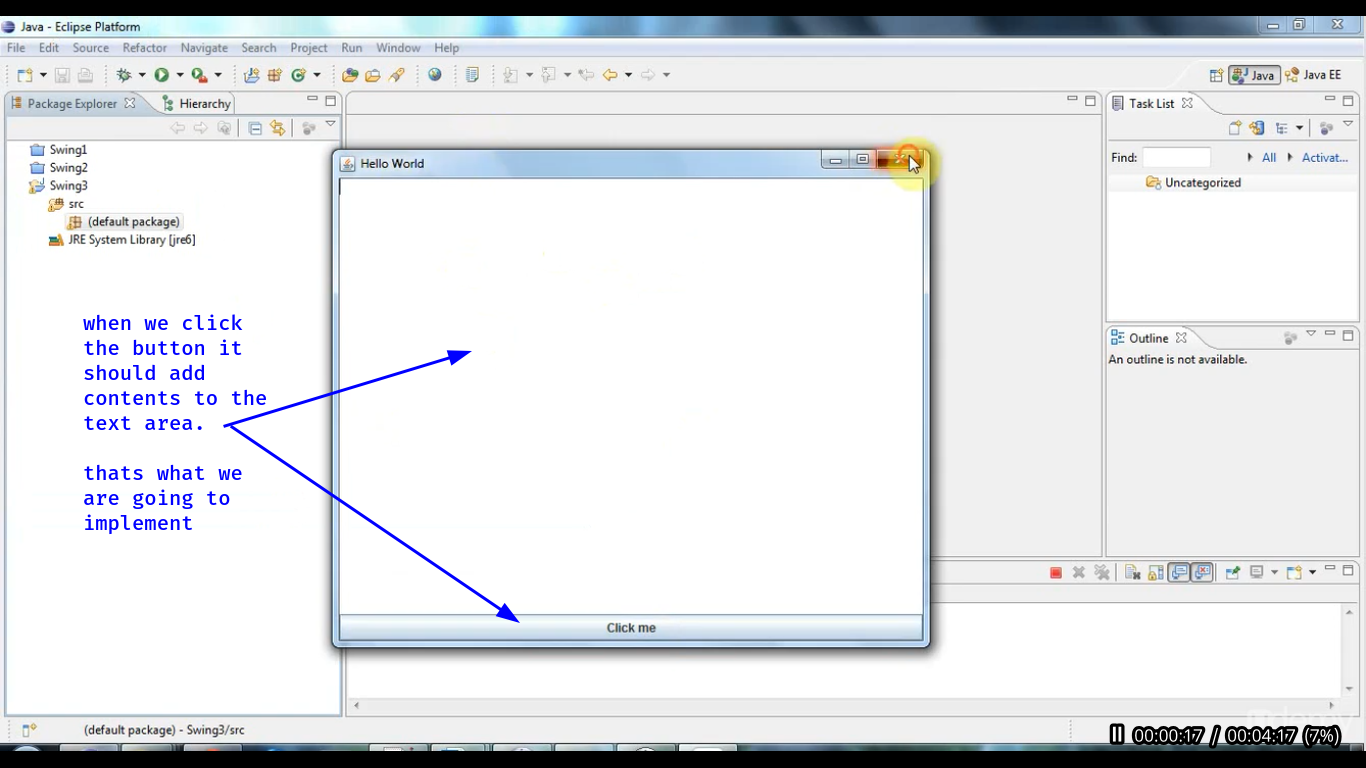 Java - Eclipse Platform
File Edit Source Refactor Navigate Search Project Run Window Help
Java Java EE
Package Explorer Hierarchy
Task List
Swing1
Swing2
Swing3
src
(default package)
JRE System Library [jre6]
Hello World
Find: All Activat...
Uncategorized
when we click
the button it
should add
contents to the
text area.
thats what we
are going to
implement
Outline
An outline is not available.
Click me
(default package) - Swing3/src
00:00:17 / 00:04:17 (7%)